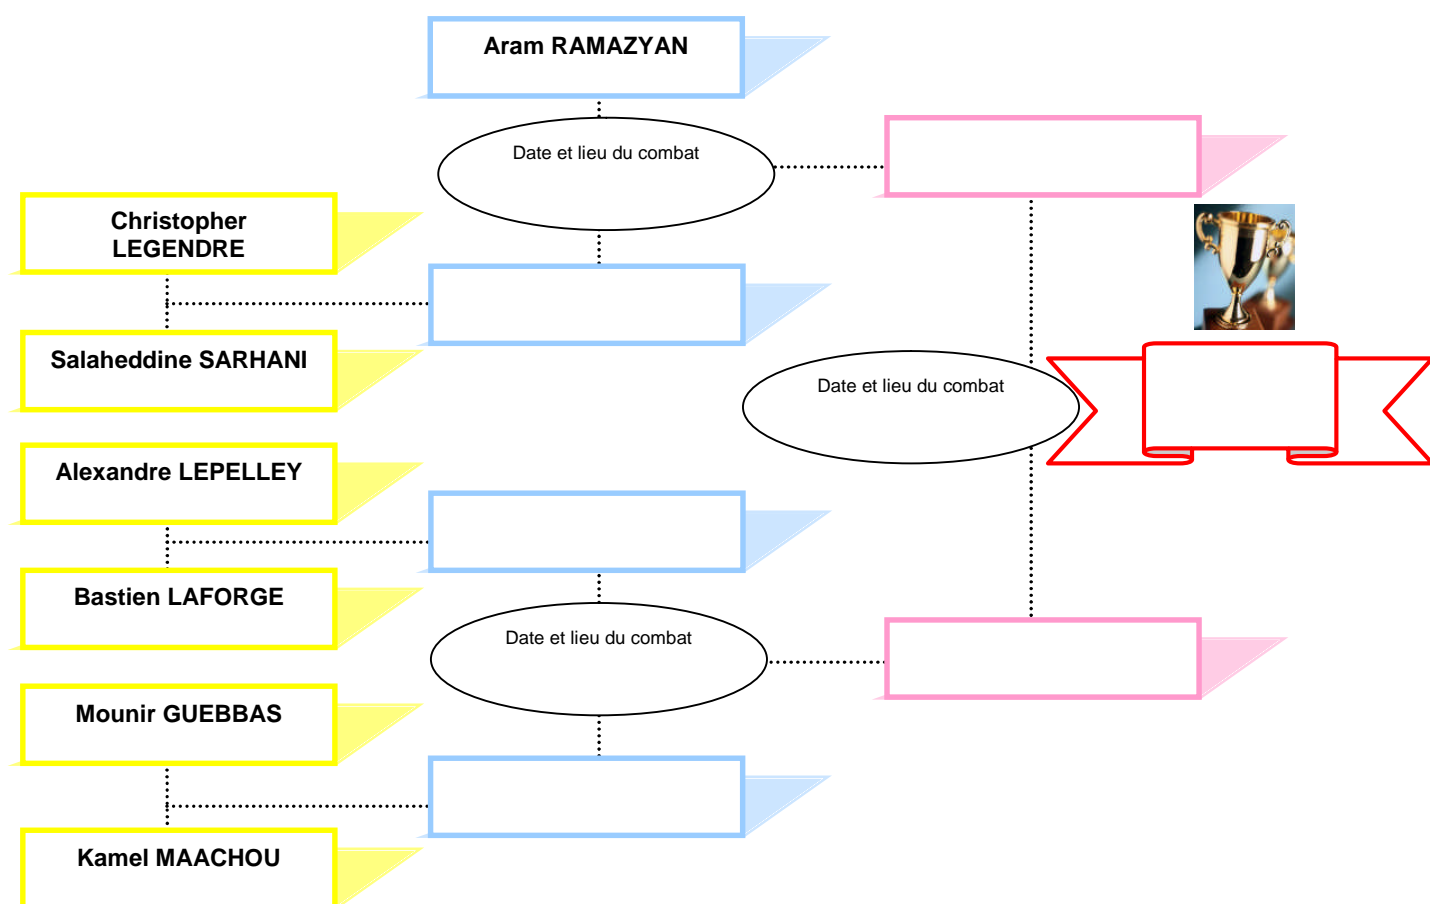 Aram RAMAZYAN
Date et lieu du combat
Christopher
LEGENDRE
Salaheddine SARHANI
Date et lieu du combat
Alexandre LEPELLEY
Bastien LAFORGE
Date et lieu du combat
Mounir GUEBBAS
Kamel MAACHOU